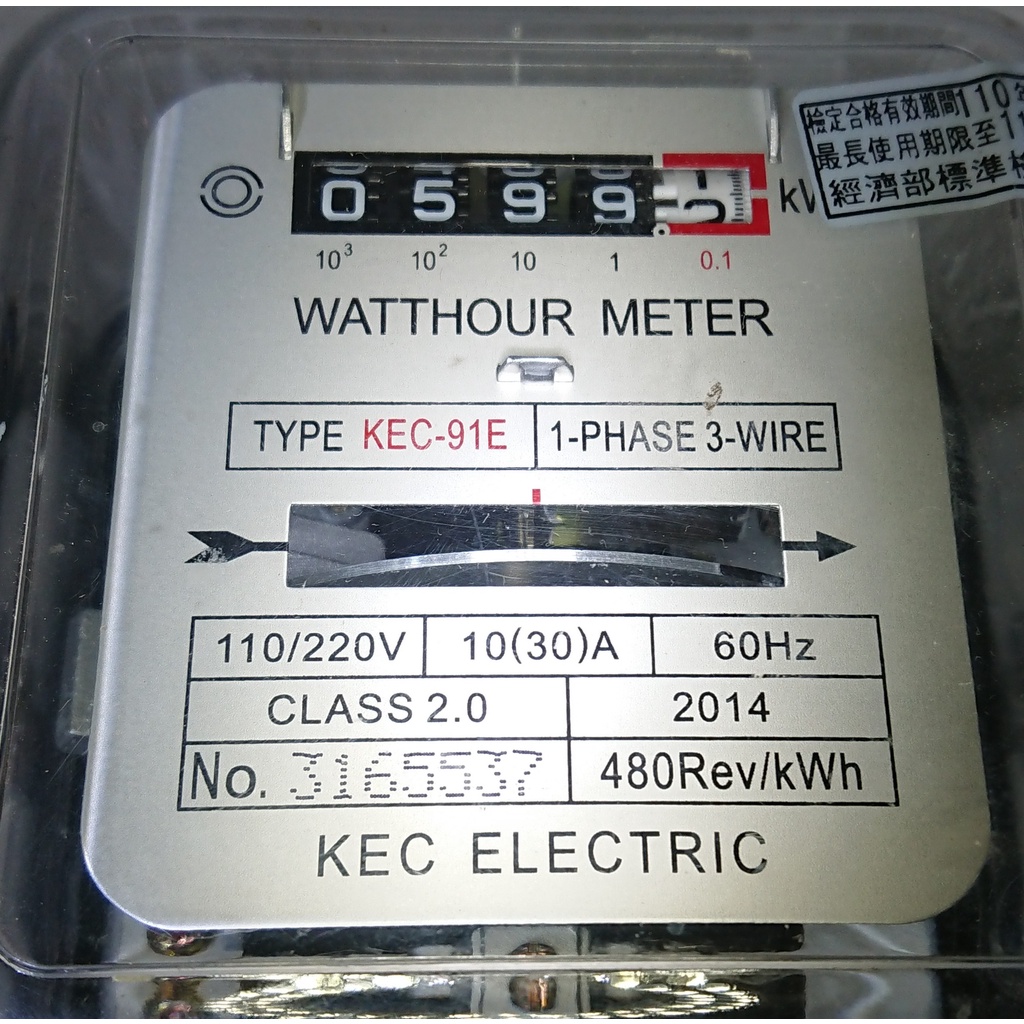 0599
kW
檢定合格有效期間110
最長使用期限至11
經濟部標準
10³ 10² 10 1 0.1
WATTHOUR METER
TYPE KEC-91E 1-PHASE 3-WIRE
110/220V 10(30)A 60Hz
CLASS 2.0 2014
No. 3165537 480Rev/kWh
KEC ELECTRIC